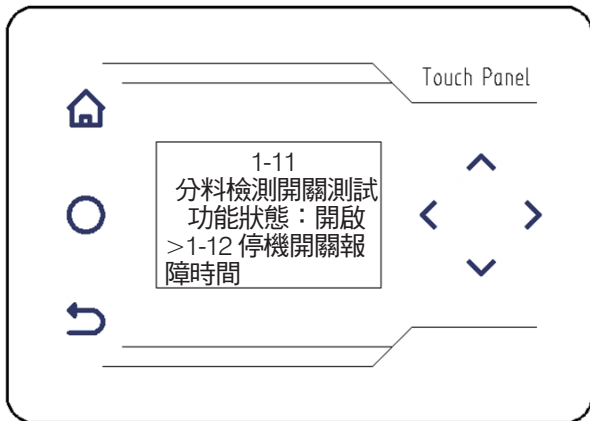 Touch Panel
1-11
分料檢測開關測試
功能狀態：開啟
>1-12 停機開關報
障時間